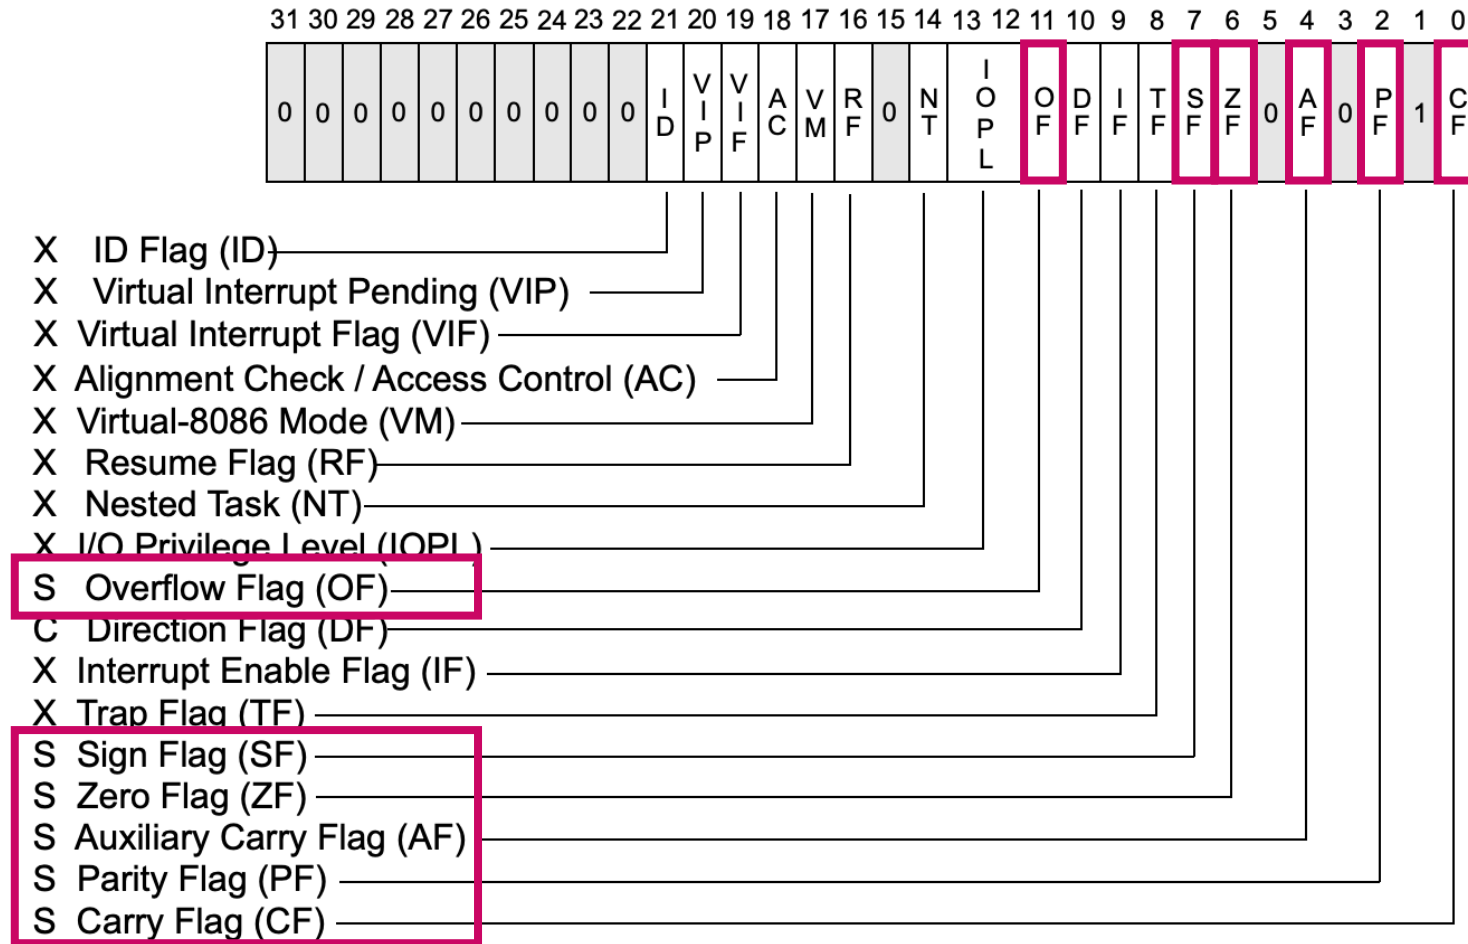 31 30 29 28 27 26 25 24 23 22 21 20 19 18 17 16 15 14 13 12 11 10 9 8 7 6 5 4 3 2 1 0
0 0 0 0 0 0 0 0 0 0 ID VIP VIF AC VM RF 0 NT IOPL OF DF IF TF SF ZF 0 AF 0 PF 1 CF
X ID Flag (ID)
X Virtual Interrupt Pending (VIP)
X Virtual Interrupt Flag (VIF)
X Alignment Check / Access Control (AC)
X Virtual-8086 Mode (VM)
X Resume Flag (RF)
X Nested Task (NT)
X I/O Privilege Level (IOPL)
S Overflow Flag (OF)
C Direction Flag (DF)
X Interrupt Enable Flag (IF)
X Trap Flag (TF)
S Sign Flag (SF)
S Zero Flag (ZF)
S Auxiliary Carry Flag (AF)
S Parity Flag (PF)
S Carry Flag (CF)